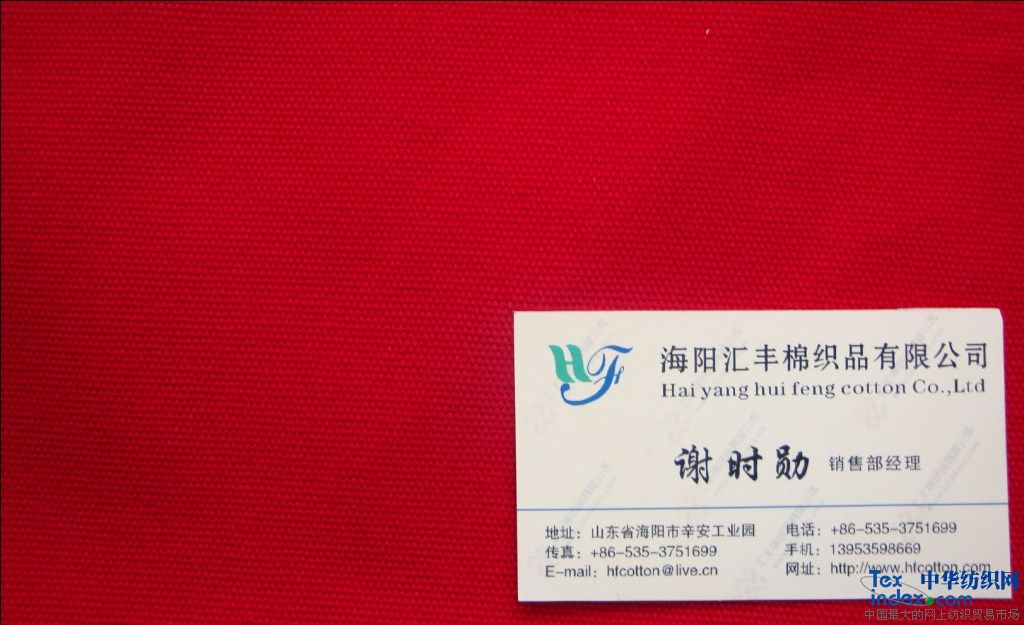 HF
海阳汇丰棉织品有限公司
Hai yang hui feng cotton Co.,Ltd
谢时勋 销售部经理
地址：山东省海阳市辛安工业园 电话：+86-535-3751699
传真：+86-535-3751699 手机：13953598669
E-mail：hfcotton@live.cn 网址：http://www.hfcotton.com
Tex 中华纺织网
index.com
中国最大的网上纺织贸易市场